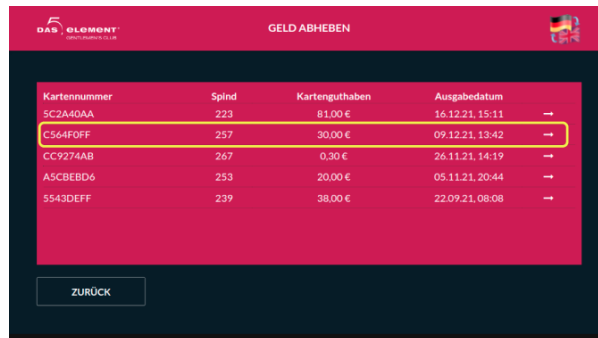 DAS ELEMENT
GENTLEMEN'S CLUB
GELD ABHEBEN
Kartennummer Spind Kartenguthaben Ausgabedatum
5C2A40AA 223 81,00 € 16.12.21, 15:11 →
C564F0FF 257 30,00 € 09.12.21, 13:42 →
CC9274AB 267 0,30 € 26.11.21, 14:19 →
A5CBEBD6 253 20,00 € 05.11.21, 20:44 →
5543DEFF 239 38,00 € 22.09.21, 08:08 →
ZURÜCK